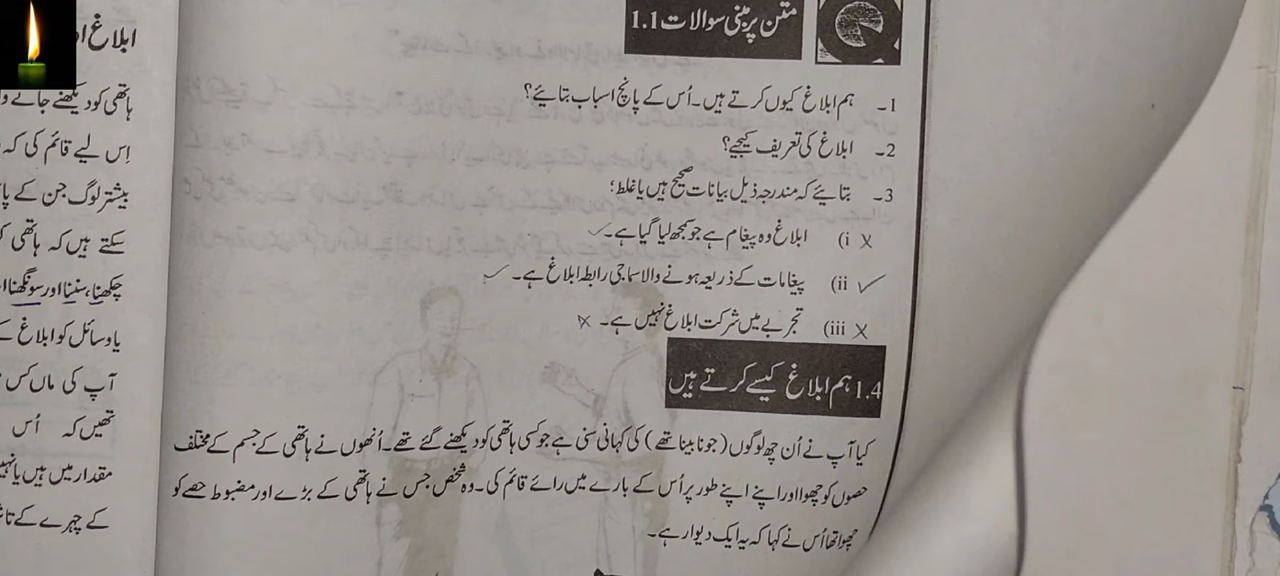 متن پر مبنی سوالات 1.1
1۔ ہم ابلاغ کیوں کرتے ہیں۔ اُس کے پانچ اسباب بتائیے؟
2۔ ابلاغ کی تعریف کیجیے؟
3۔ بتائیے کہ مندرجہ ذیل بیانات صحیح ہیں یا غلط؛
(i ابلاغ وہ پیغام ہے جو سمجھ لیا گیا ہے۔
(ii پیغامات کے ذریعہ ہونے والا سماجی رابطہ ابلاغ ہے۔
(iii تجربے میں شرکت ابلاغ نہیں ہے۔
1.4 ہم ابلاغ کیسے کرتے ہیں
کیا آپ نے اُن چھ لوگوں (جو نابینا تھے) کی کہانی سنی ہے جو کسی ہاتھی کو دیکھنے گئے تھے۔ اُنھوں نے ہاتھی کے جسم کے مختلف
حصوں کو چھوا اور اپنے اپنے طور پر اُس کے بارے میں رائے قائم کی۔ وہ شخص جس نے ہاتھی کے بڑے اور مضبوط حصے کو
چھوا تھا اُس نے کہا کہ یہ ایک دیوار ہے۔
ابلاغ
ہاتھی کو دیکھنے جانے و
اِس لیے قائم کی کہ
بیشتر لوگ جن کے پا
سکتے ہیں کہ ہاتھی ک
چکھنا، سننا اور سونگھنا ا
یا وسائل کو ابلاغ کے
آپ کی ماں کس
تھیں کہ اُس
مقدار میں ہیں یا نہیں
کے چہرے کے تا